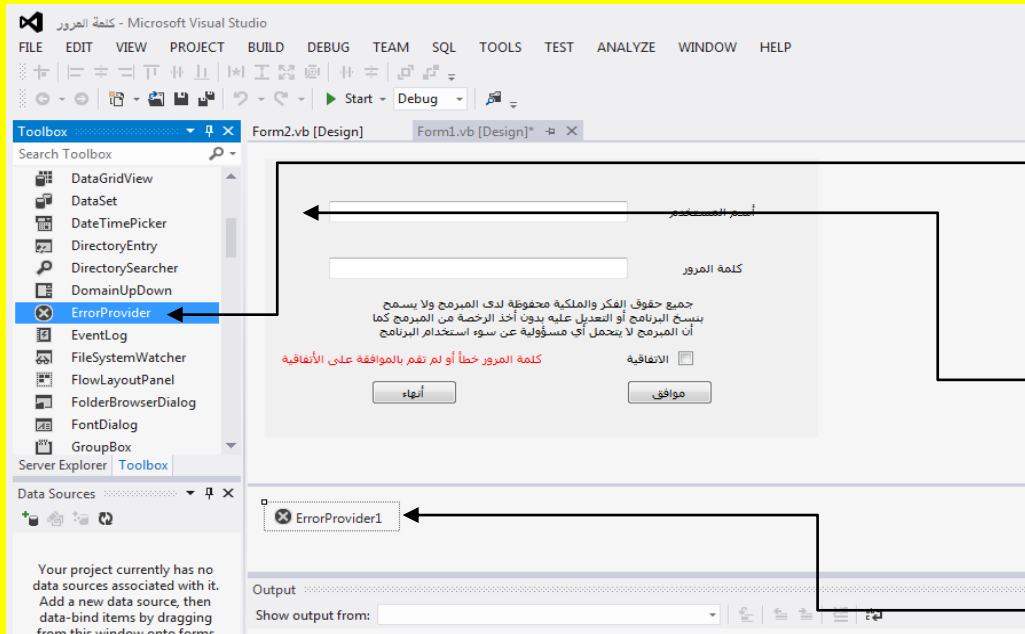 كلمة المرور - Microsoft Visual Studio
FILE EDIT VIEW PROJECT BUILD DEBUG TEAM SQL TOOLS TEST ANALYZE WINDOW HELP
Start Debug
Toolbox
Search Toolbox
DataGridView
DataSet
DateTimePicker
DirectoryEntry
DirectorySearcher
DomainUpDown
ErrorProvider
EventLog
FileSystemWatcher
FlowLayoutPanel
FolderBrowserDialog
FontDialog
GroupBox
Server Explorer Toolbox
Data Sources
Your project currently has no
data sources associated with it.
Add a new data source, then
data-bind items by dragging
from this window onto forms
Form2.vb [Design] Form1.vb [Design]*
أسم المستخدم
كلمة المرور
جميع حقوق الفكر والملكية محفوظة لدى المبرمج ولا يسمح
بنسخ البرنامج أو التعديل عليه بدون أخذ الرخصة من المبرمج كما
أن المبرمج لا يتحمل أي مسؤولية عن سوء استخدام البرنامج
الاتفاقية
كلمة المرور خطأ أو لم تقم بالموافقة على الأتفاقية
موافق
أنهاء
ErrorProvider1
Output
Show output from: